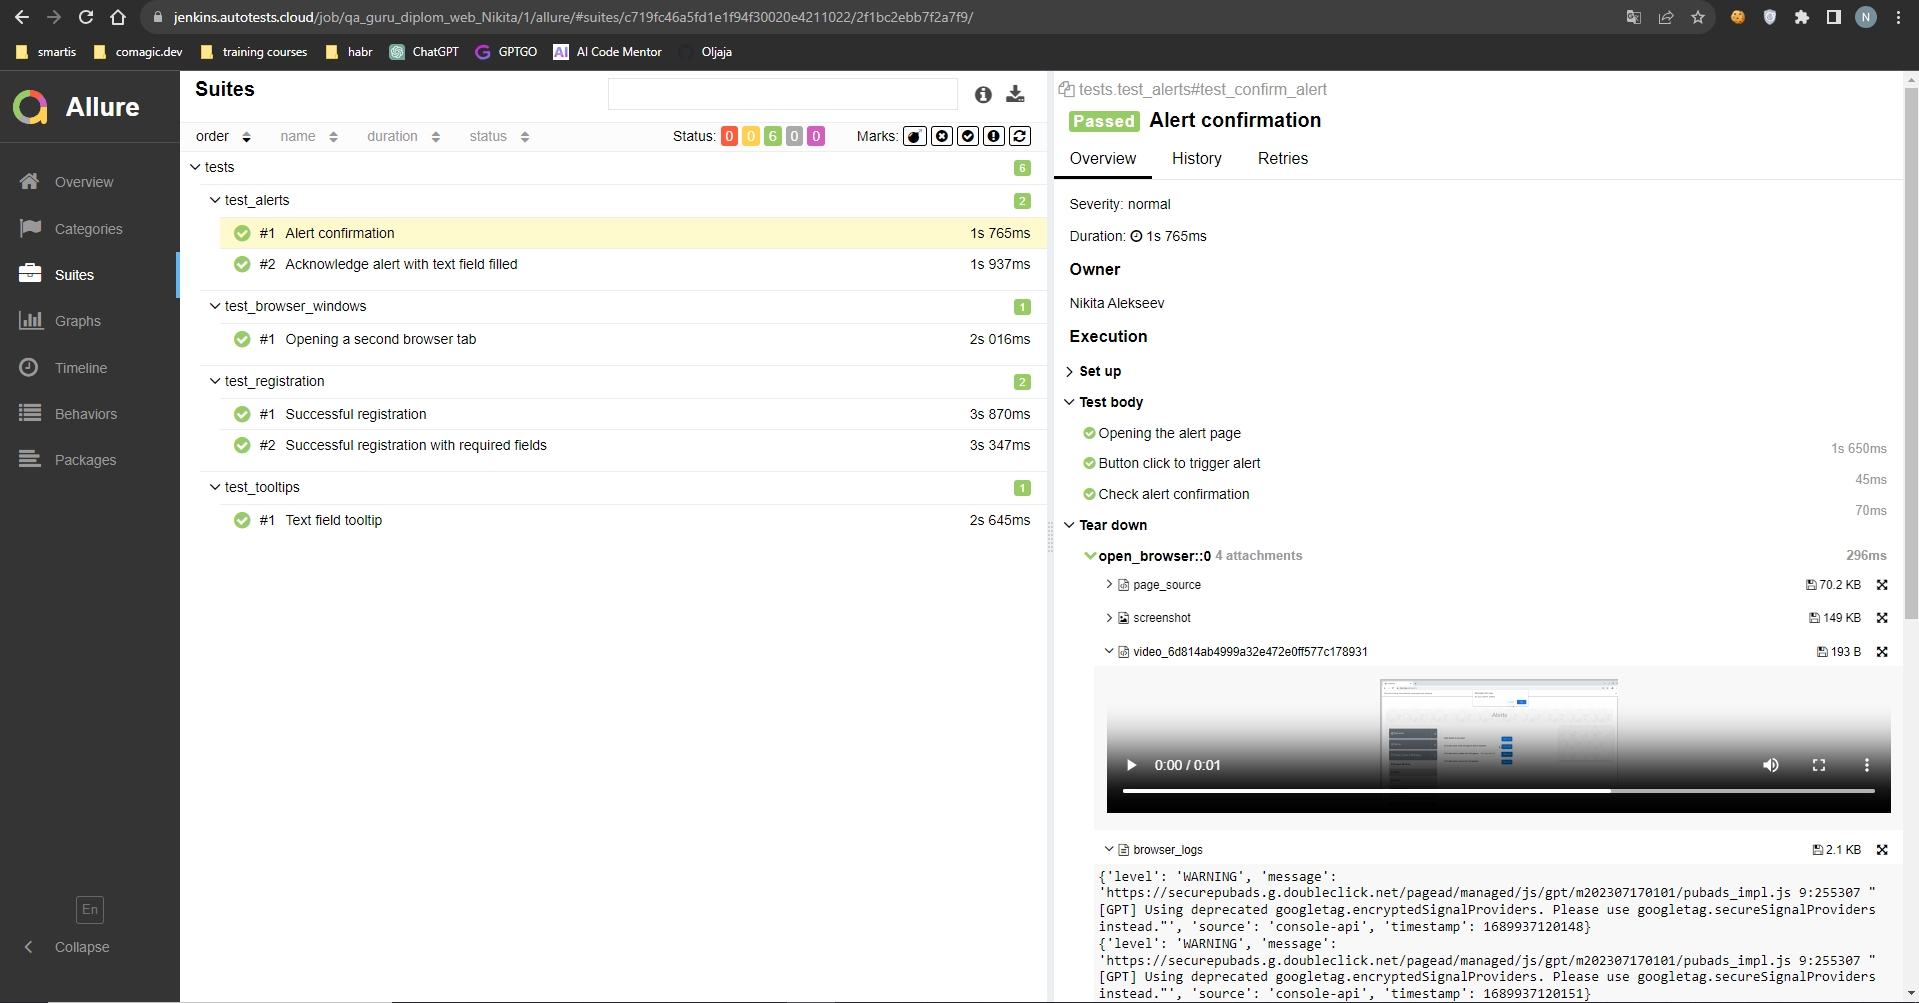 jenkins.autotests.cloud/job/qa_guru_diplom_web_Nikita/1/allure/#suites/c719fc46a5fd1e1f94f30020e4211022/2f1bc2ebb7f2a7f9/
N
smartis comagic.dev training courses habr ChatGPT GPTGO AI AI Code Mentor Oljaja
Allure
Overview
Categories
Suites
Graphs
Timeline
Behaviors
Packages
En
Collapse
Suites
order name duration status Status: 0 0 6 0 0 Marks:
tests 6
test_alerts 2
#1 Alert confirmation 1s 765ms
#2 Acknowledge alert with text field filled 1s 937ms
test_browser_windows 1
#1 Opening a second browser tab 2s 016ms
test_registration 2
#1 Successful registration 3s 870ms
#2 Successful registration with required fields 3s 347ms
test_tooltips 1
#1 Text field tooltip 2s 645ms
tests.test_alerts#test_confirm_alert
Passed Alert confirmation
Overview History Retries
Severity: normal
Duration: 1s 765ms
Owner
Nikita Alekseev
Execution
Set up
Test body
Opening the alert page
1s 650ms
Button click to trigger alert
45ms
Check alert confirmation
70ms
Tear down
open_browser::0 4 attachments 296ms
page_source 70.2 KB
screenshot 149 KB
video_6d814ab4999a32e472e0ff577c178931 193 B
Alerts
0:00 / 0:01
browser_logs 2.1 KB
{'level': 'WARNING', 'message':
'https://securepubads.g.doubleclick.net/pagead/managed/js/gpt/m202307170101/pubads_impl.js 9:255307 "
[GPT] Using deprecated googletag.encryptedSignalProviders. Please use googletag.secureSignalProviders
instead."', 'source': 'console-api', 'timestamp': 1689937120148}
{'level': 'WARNING', 'message':
'https://securepubads.g.doubleclick.net/pagead/managed/js/gpt/m202307170101/pubads_impl.js 9:255307 "
[GPT] Using deprecated googletag.encryptedSignalProviders. Please use googletag.secureSignalProviders
instead."', 'source': 'console-api', 'timestamp': 1689937120151}